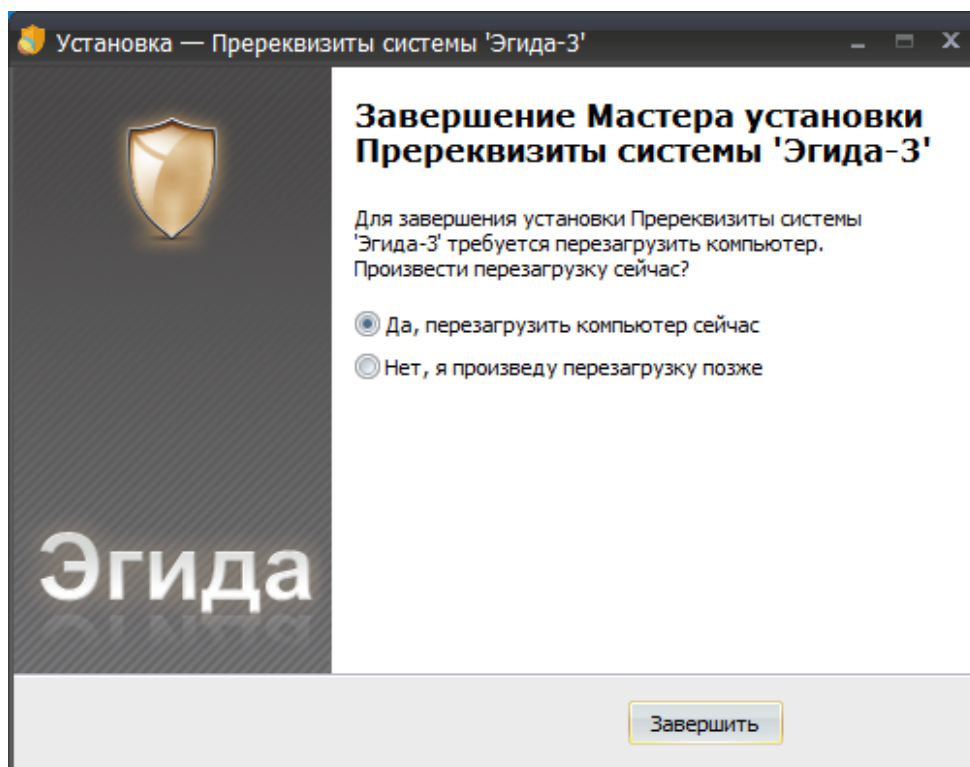 Установка — Пререквизиты системы 'Эгида-3'
Завершение Мастера установки
Пререквизиты системы 'Эгида-3'
Для завершения установки Пререквизиты системы
'Эгида-3' требуется перезагрузить компьютер.
Произвести перезагрузку сейчас?
Да, перезагрузить компьютер сейчас
Нет, я произведу перезагрузку позже
Эгида
Завершить